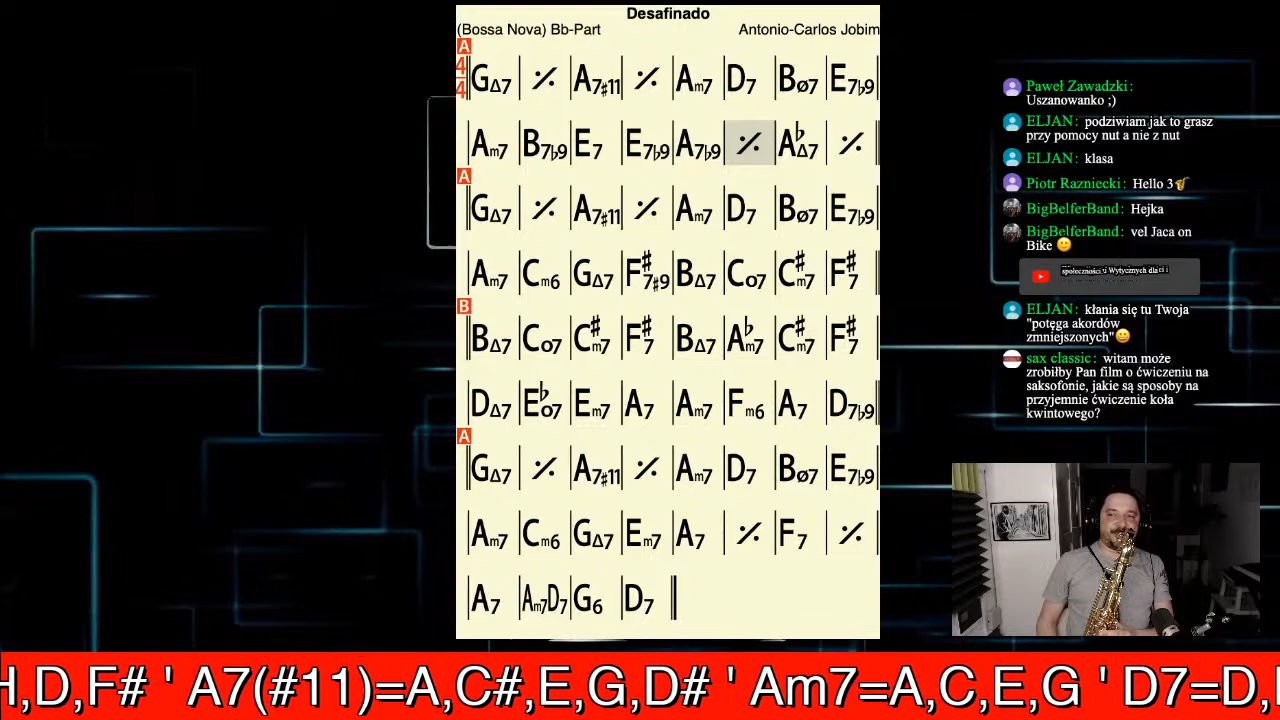 Desafinado
(Bossa Nova) Bb-Part Antonio-Carlos Jobim
A
4/4 GΔ7 | 𝄎 | A7♯11 | 𝄎 | Am7 | D7 | Bø7 | E7♭9
Am7 | B7♭9 | E7 | E7♭9 | A7♭9 | 𝄎 | A♭Δ7 | 𝄎
A
GΔ7 | 𝄎 | A7♯11 | 𝄎 | Am7 | D7 | Bø7 | E7♭9
Am7 | Cm6 | GΔ7 | F♯7♯9 | BΔ7 | Co7 | C♯m7 | F♯7
B
BΔ7 | Co7 | C♯m7 | F♯7 | BΔ7 | A♭m7 | C♯m7 | F♯7
DΔ7 | E♭o7 | Em7 | A7 | Am7 | Fm6 | A7 | D7♭9
A
GΔ7 | 𝄎 | A7♯11 | 𝄎 | Am7 | D7 | Bø7 | E7♭9
Am7 | Cm6 | GΔ7 | Em7 | A7 | 𝄎 | F7 | 𝄎
A7 | Am7 D7 | G6 | D7
Paweł Zawadzki:
Uszanowanko ;)
ELJAN: podziwiam jak to grasz
przy pomocy nut a nie z nut
ELJAN: klasa
Piotr Razniecki: Hello 3🎷
BigBelferBand: Hejka
BigBelferBand: vel Jaca on
Bike 🙂
społeczności Wytycznych dla
ELJAN: kłania się tu Twoja
"potęga akordów
zmniejszonych"😊
sax classic: witam może
zrobiłby Pan film o ćwiczeniu na
saksofonie, jakie są sposoby na
przyjemnie ćwiczenie koła
kwintowego?
H,D,F# ' A7(#11)=A,C#,E,G,D# ' Am7=A,C,E,G ' D7=D,